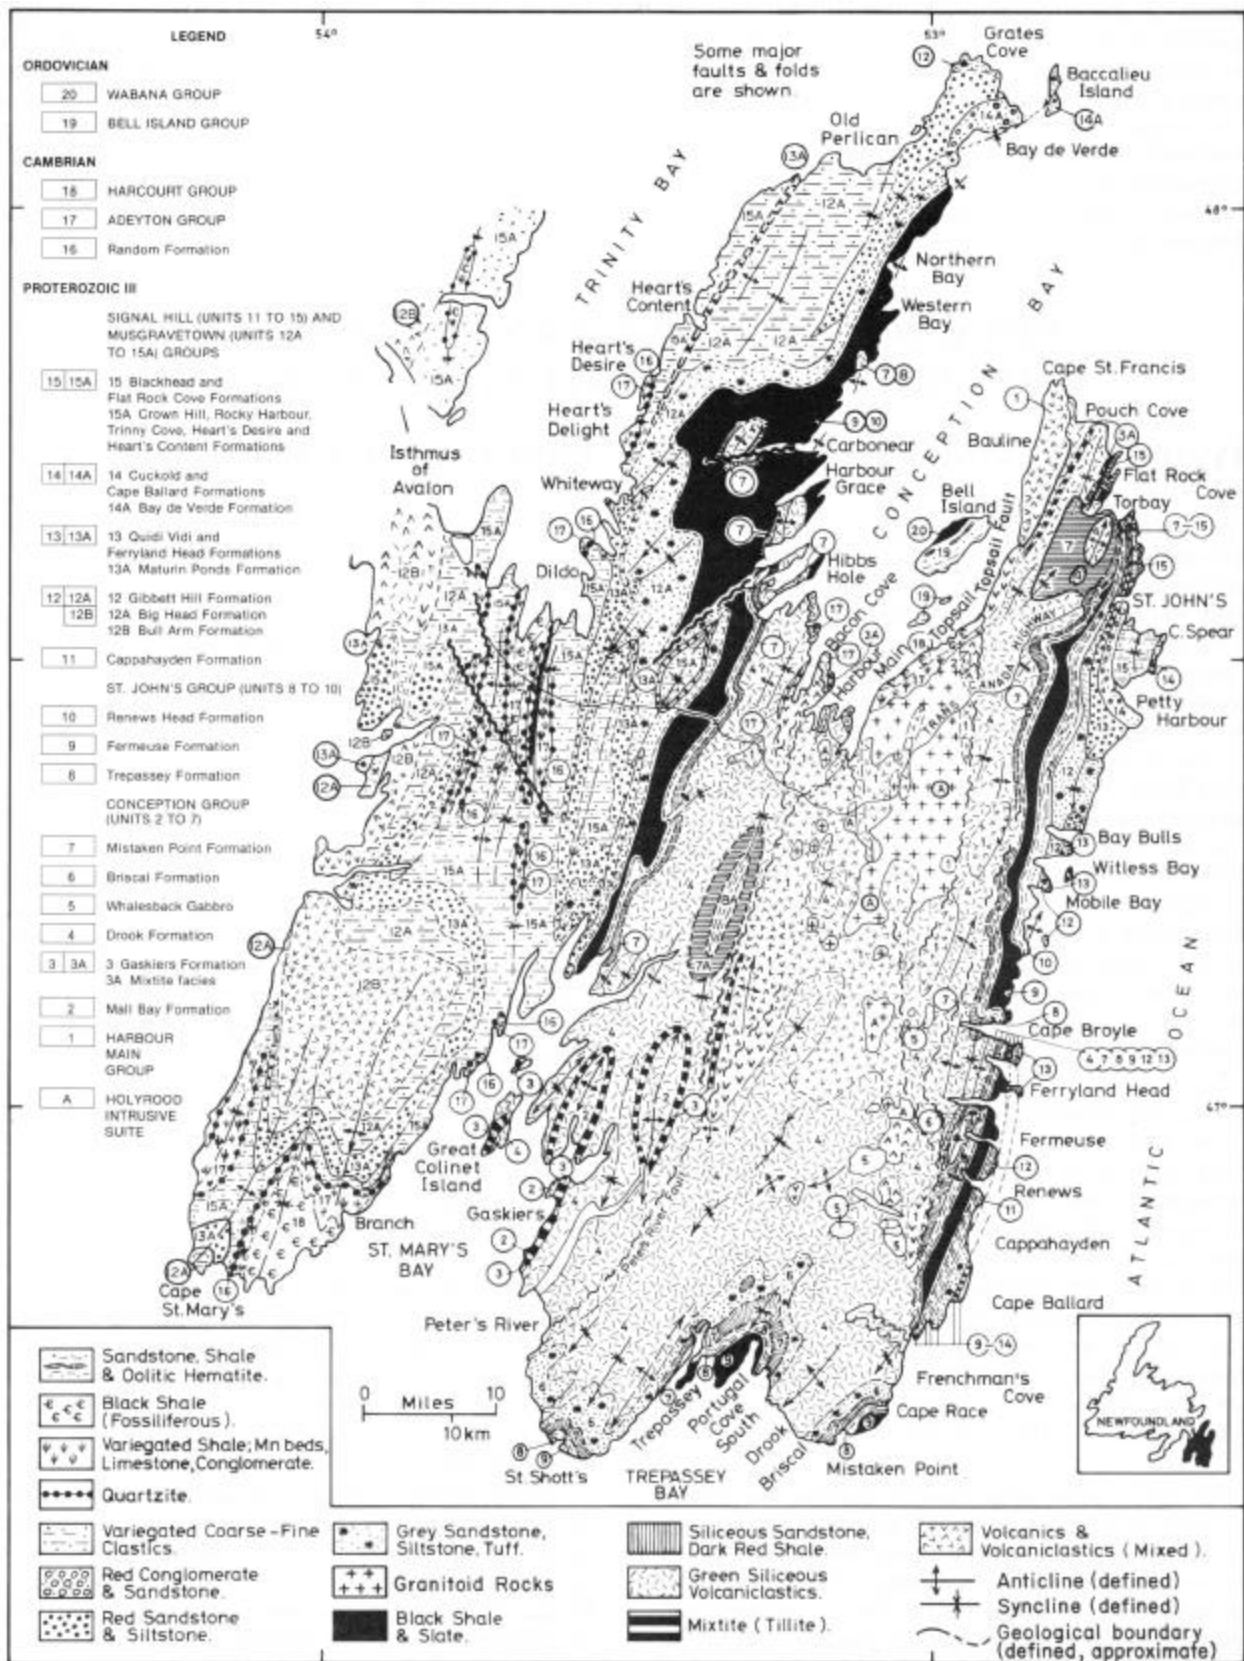 LEGEND
ORDOVICIAN
20 WABANA GROUP
19 BELL ISLAND GROUP
CAMBRIAN
18 HARCOURT GROUP
17 ADEYTON GROUP
16 Random Formation
PROTEROZOIC III
SIGNAL HILL (UNITS 11 TO 15) AND
MUSGRAVETOWN (UNITS 12A
TO 15A) GROUPS
15 15A 15 Blackhead and
Flat Rock Cove Formations
15A Crown Hill, Rocky Harbour,
Trinny Cove, Heart's Desire and
Heart's Content Formations
14 14A 14 Cuckold and
Cape Ballard Formations
14A Bay de Verde Formation
13 13A 13 Quidi Vidi and
Ferryland Head Formations
13A Maturin Ponds Formation
12 12A 12 Gibbett Hill Formation
12B 12A Big Head Formation
12B Bull Arm Formation
11 Cappahayden Formation
ST. JOHN'S GROUP (UNITS 8 TO 10)
10 Renews Head Formation
9 Fermeuse Formation
8 Trepassey Formation
CONCEPTION GROUP
(UNITS 2 TO 7)
7 Mistaken Point Formation
6 Briscal Formation
5 Whalesback Gabbro
4 Drook Formation
3 3A 3 Gaskiers Formation
3A Mixtite facies
2 Mall Bay Formation
1 HARBOUR
MAIN
GROUP
A HOLYROOD
INTRUSIVE
SUITE
54°
53°
48°
47°
Some major
faults & folds
are shown.
Grates
Cove
Baccalieu
Island
Bay de Verde
Old
Perlican
TRINITY BAY
Northern
Bay
Western
Bay
Heart's
Content
Heart's
Desire
Heart's
Delight
Whiteway
Dildo
Isthmus
of
Avalon
Carbonear
Harbour
Grace
Hibbs
Hole
CONCEPTION BAY
Bacon Cove
Harbour Main
Topsail
Topsail Fault
TRANS CANADA HIGHWAY
Bell
Island
Cape St. Francis
Pouch Cove
Bauline
Flat Rock
Cove
Torbay
ST. JOHN'S
C. Spear
Petty
Harbour
Bay Bulls
Witless Bay
Mobile Bay
Cape Broyle
4 7 8 9 12 13
Ferryland Head
Fermeuse
Renews
Cappahayden
Cape Ballard
9-14
Frenchman's
Cove
Cape Race
Mistaken Point
Briscal
Drook
Portugal
Cove
South
Trepassey
TREPASSEY
BAY
St. Shott's
Peter's River
Peters River Fault
Gaskiers
Great
Colinet
Island
ST. MARY'S
BAY
Branch
Cape
St. Mary's
ATLANTIC OCEAN
0 Miles 10
10 km
NEWFOUNDLAND
Sandstone, Shale
& Oolitic Hematite.
Black Shale
(Fossiliferous).
Variegated Shale; Mn beds,
Limestone, Conglomerate.
Quartzite.
Variegated Coarse-Fine
Clastics.
Red Conglomerate
& Sandstone.
Red Sandstone
& Siltstone.
Grey Sandstone,
Siltstone, Tuff.
Granitoid Rocks
Black Shale
& Slate.
Siliceous Sandstone,
Dark Red Shale.
Green Siliceous
Volcaniclastics.
Mixtite (Tillite).
Volcanics &
Volcaniclastics (Mixed).
Anticline (defined)
Syncline (defined)
Geological boundary
(defined, approximate)